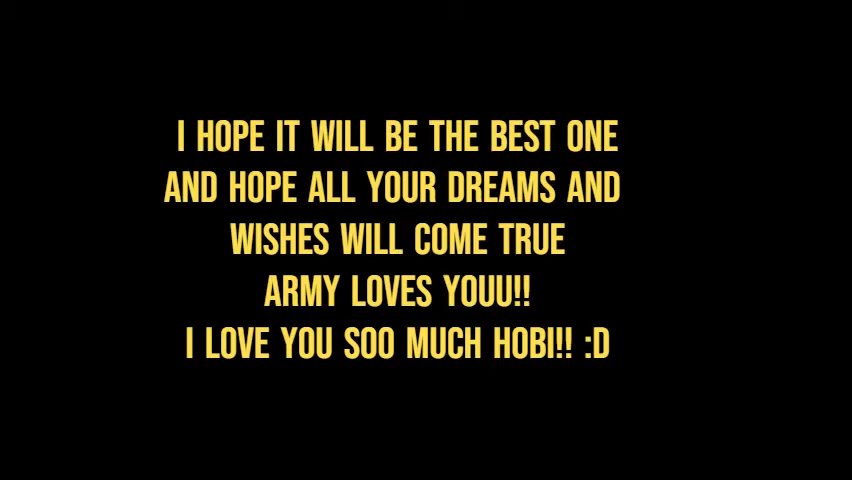 I HOPE IT WILL BE THE BEST ONE
AND HOPE ALL YOUR DREAMS AND
WISHES WILL COME TRUE
ARMY LOVES YOUU!!
I LOVE YOU SOO MUCH HOBI!! :D